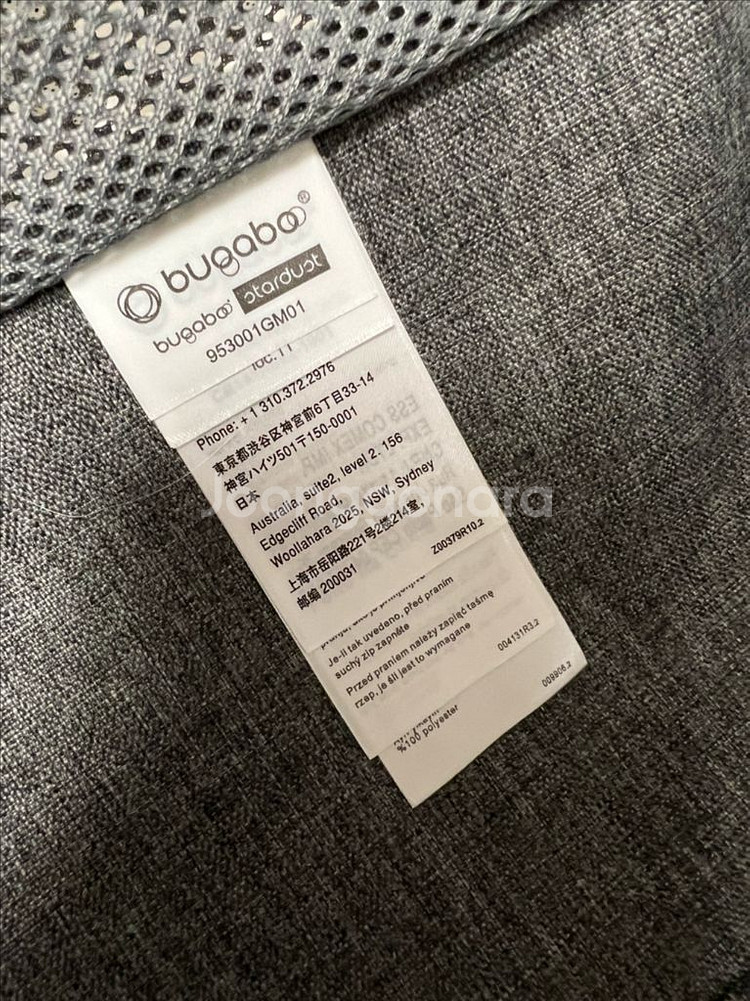 bugaboo®
bugaboo® stardust
953001GM01
Phone: + 1 310.372.2976
東京都渋谷区神宮前6丁目33-14
神宮ハイツ501〒150-0001
日本
Australia, suite2, level 2. 156
Edgecliff Road,
Woollahara 2025, NSW, Sydney
上海市岳阳路221号2楼214室
邮编 200031
Z00379R10.2
Je-li tak uvedeno, před praním
suchý zip zapněte
Przed praniem należy zapiąć taśmę
rzep, je śli jest to wymagane
004131R3.2
009906.2
%100 polyester
Joonggonara